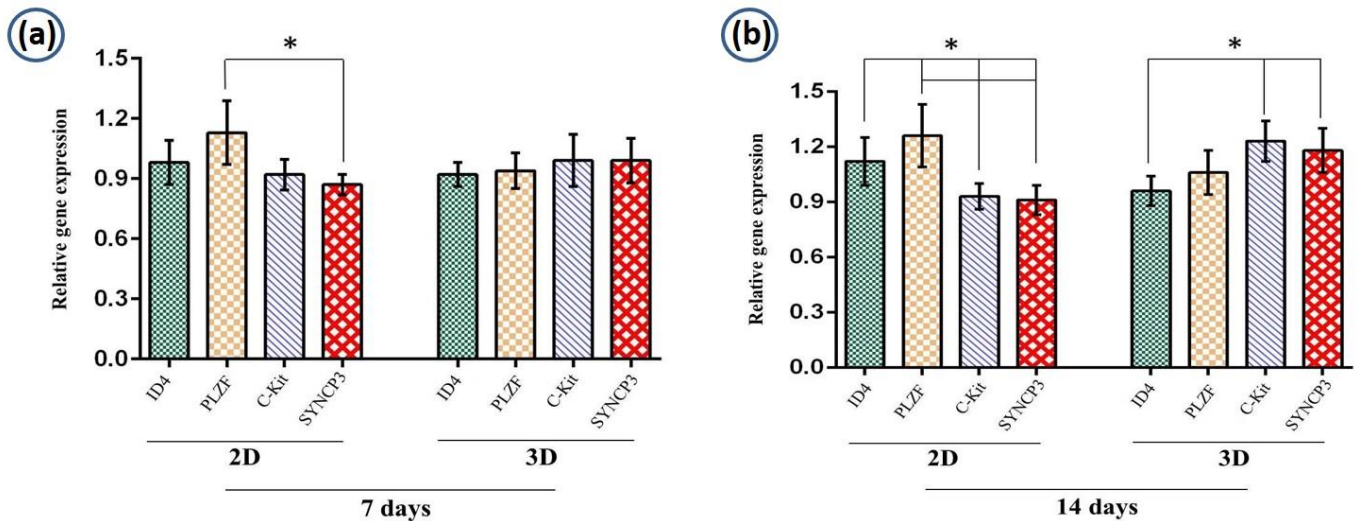 (a)
*
Relative gene expression
1.5
1.2
0.9
0.6
0.3
0.0
ID4 PLZF C-Kit SYNCP3 ID4 PLZF C-Kit SYNCP3
2D 3D
7 days
(b)
* *
Relative gene expression
1.5
1.2
0.9
0.6
0.3
0.0
ID4 PLZF C-Kit SYNCP3 ID4 PLZF C-Kit SYNCP3
2D 3D
14 days